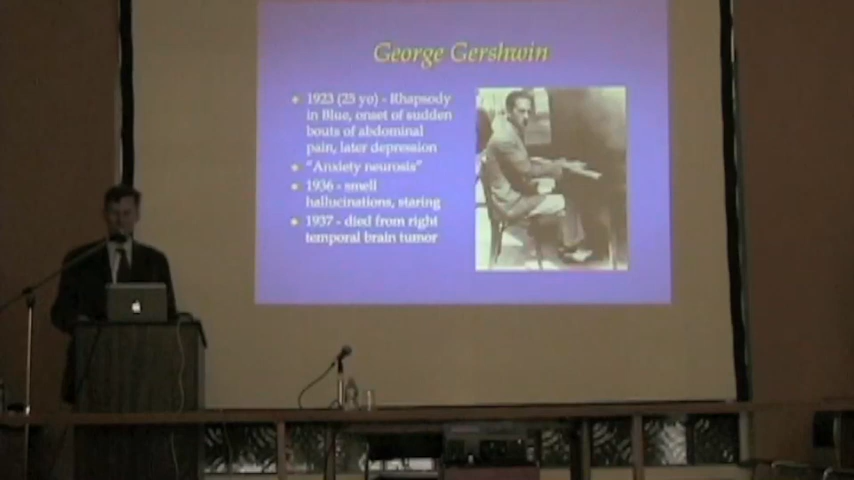 George Gershwin
1923 (25 yo) - Rhapsody
in Blue, onset of sudden
bouts of abdominal
pain, later depression
"Anxiety neurosis"
1936 - smell
hallucinations, staring
1937 - died from right
temporal brain tumor